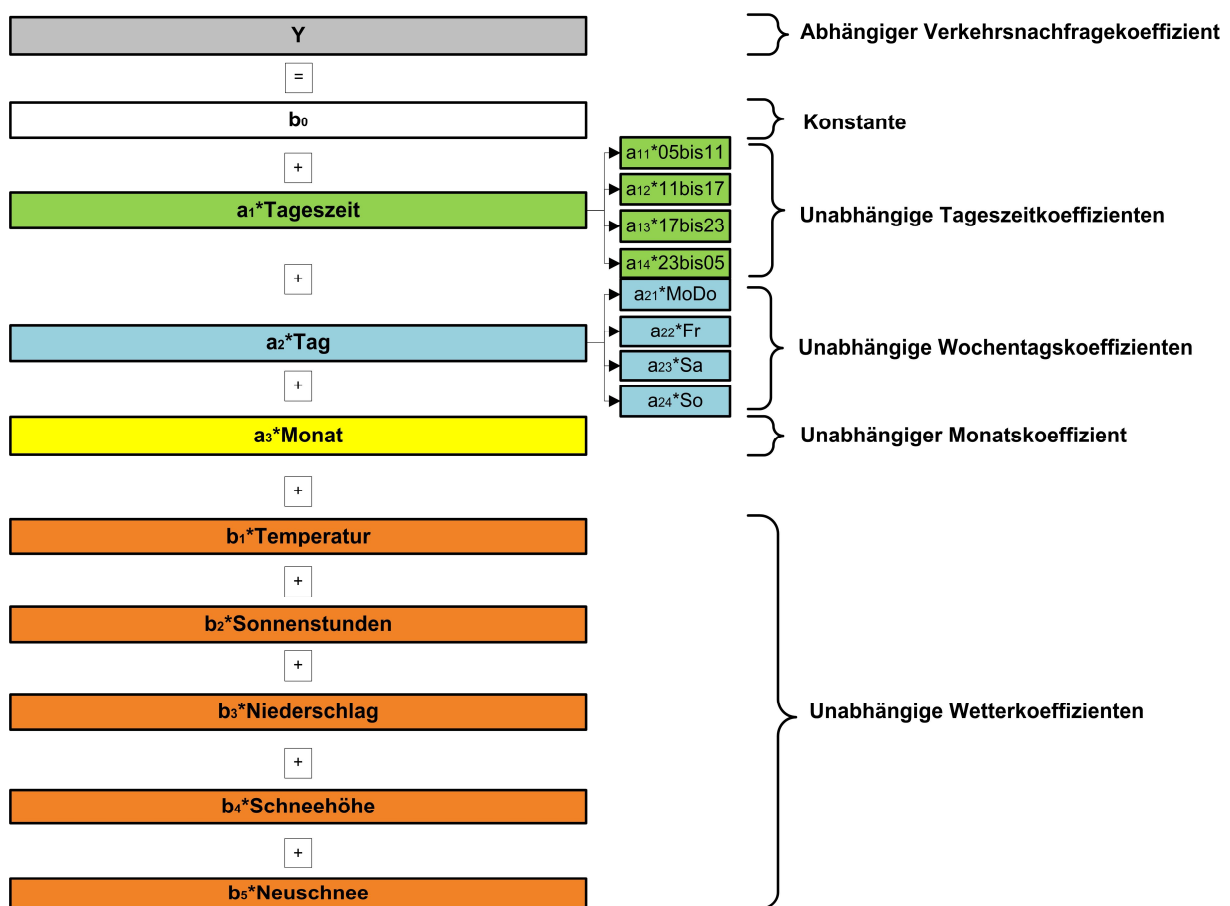 Y
Abhängiger Verkehrsnachfragekoeffizient
=
b0
Konstante
+
a11*05bis11
a12*11bis17
a1*Tageszeit
Unabhängige Tageszeitkoeffizienten
a13*17bis23
a14*23bis05
+
a21*MoDo
a22*Fr
a2*Tag
Unabhängige Wochentagskoeffizienten
a23*Sa
+
a24*So
a3*Monat
Unabhängiger Monatskoeffizient
+
b1*Temperatur
+
b2*Sonnenstunden
+
b3*Niederschlag
Unabhängige Wetterkoeffizienten
+
b4*Schneehöhe
+
b5*Neuschnee